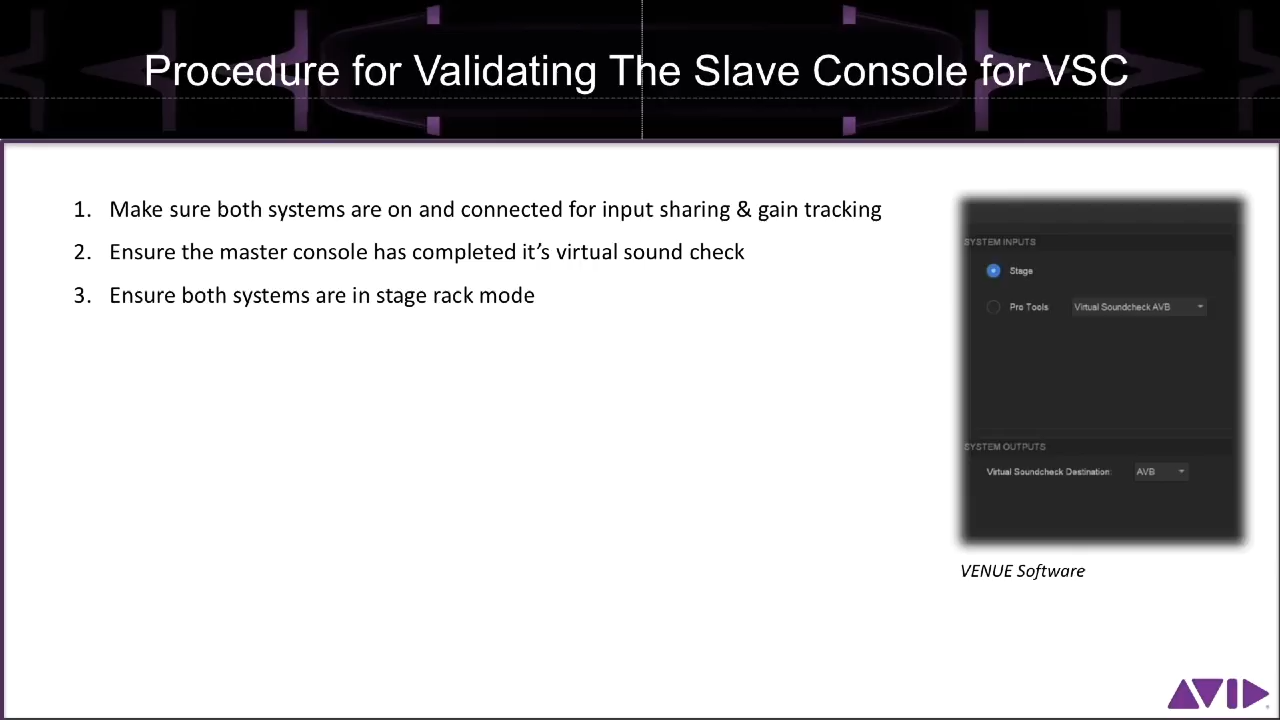 Procedure for Validating The Slave Console for VSC
1. Make sure both systems are on and connected for input sharing & gain tracking
2. Ensure the master console has completed it’s virtual sound check
3. Ensure both systems are in stage rack mode
SYSTEM INPUTS
Stage
Pro Tools Virtual Soundcheck AVB
SYSTEM OUTPUTS
Virtual Soundcheck Destination: AVB
VENUE Software
AVID